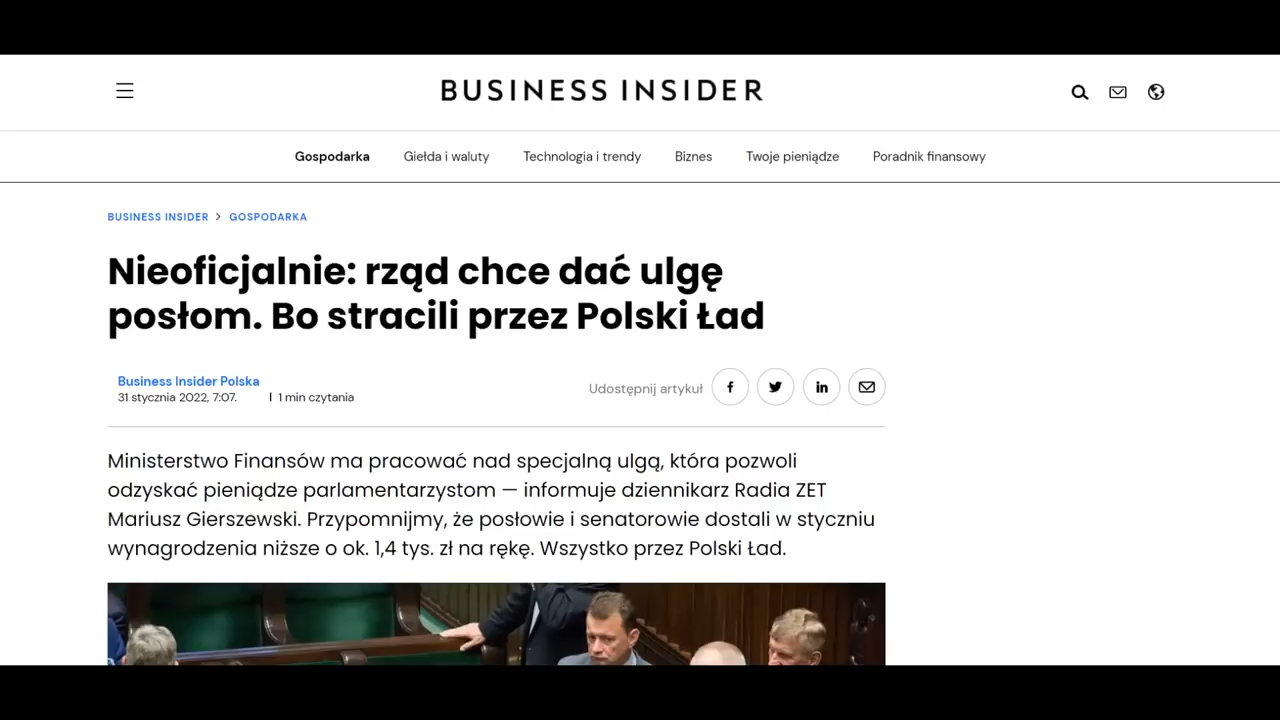 BUSINESS INSIDER
Gospodarka Giełda i waluty Technologia i trendy Biznes Twoje pieniądze Poradnik finansowy
BUSINESS INSIDER > GOSPODARKA
Nieoficjalnie: rząd chce dać ulgę
posłom. Bo stracili przez Polski Ład
Business Insider Polska
31 stycznia 2022, 7:07. | 1 min czytania
Udostępnij artykuł
Ministerstwo Finansów ma pracować nad specjalną ulgą, która pozwoli
odzyskać pieniądze parlamentarzystom — informuje dziennikarz Radia ZET
Mariusz Gierszewski. Przypomnijmy, że posłowie i senatorowie dostali w styczniu
wynagrodzenia niższe o ok. 1,4 tys. zł na rękę. Wszystko przez Polski Ład.